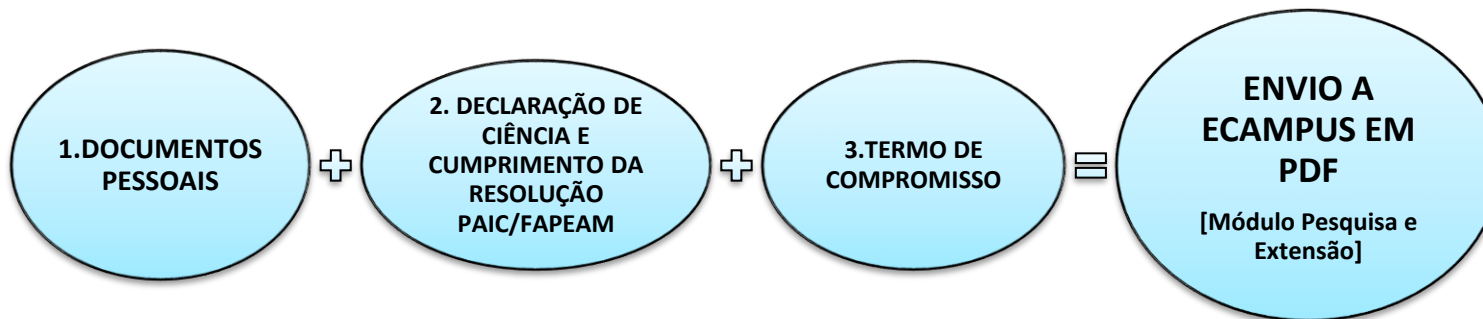 1.DOCUMENTOS
PESSOAIS
2. DECLARAÇÃO DE
CIÊNCIA E
CUMPRIMENTO DA
RESOLUÇÃO
PAIC/FAPEAM
3.TERMO DE
COMPROMISSO
ENVIO A
ECAMPUS EM
PDF
[Módulo Pesquisa e
Extensão]